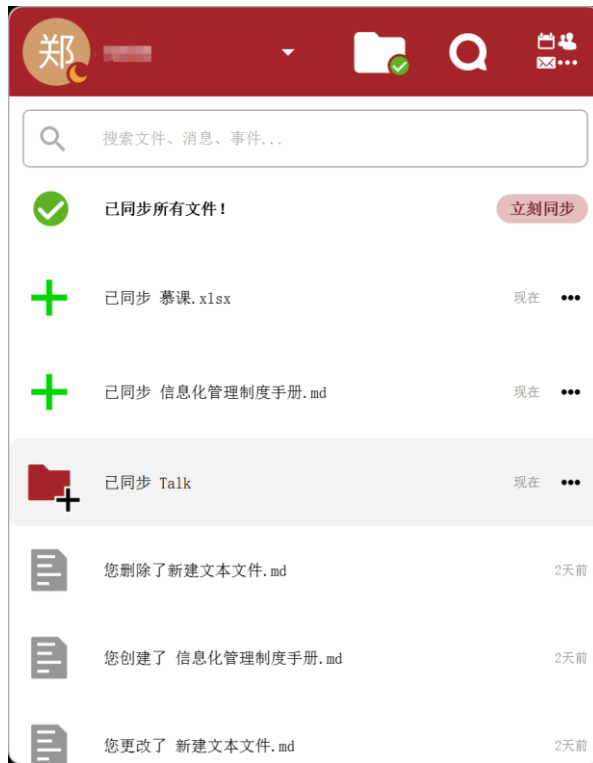 郑
搜索文件、消息、事件...
已同步所有文件!
立刻同步
已同步 慕课.xlsx
现在
已同步 信息化管理制度手册.md
现在
已同步 Talk
现在
您删除了新建文本文件.md
2天前
您创建了 信息化管理制度手册.md
2天前
您更改了 新建文本文件.md
2天前